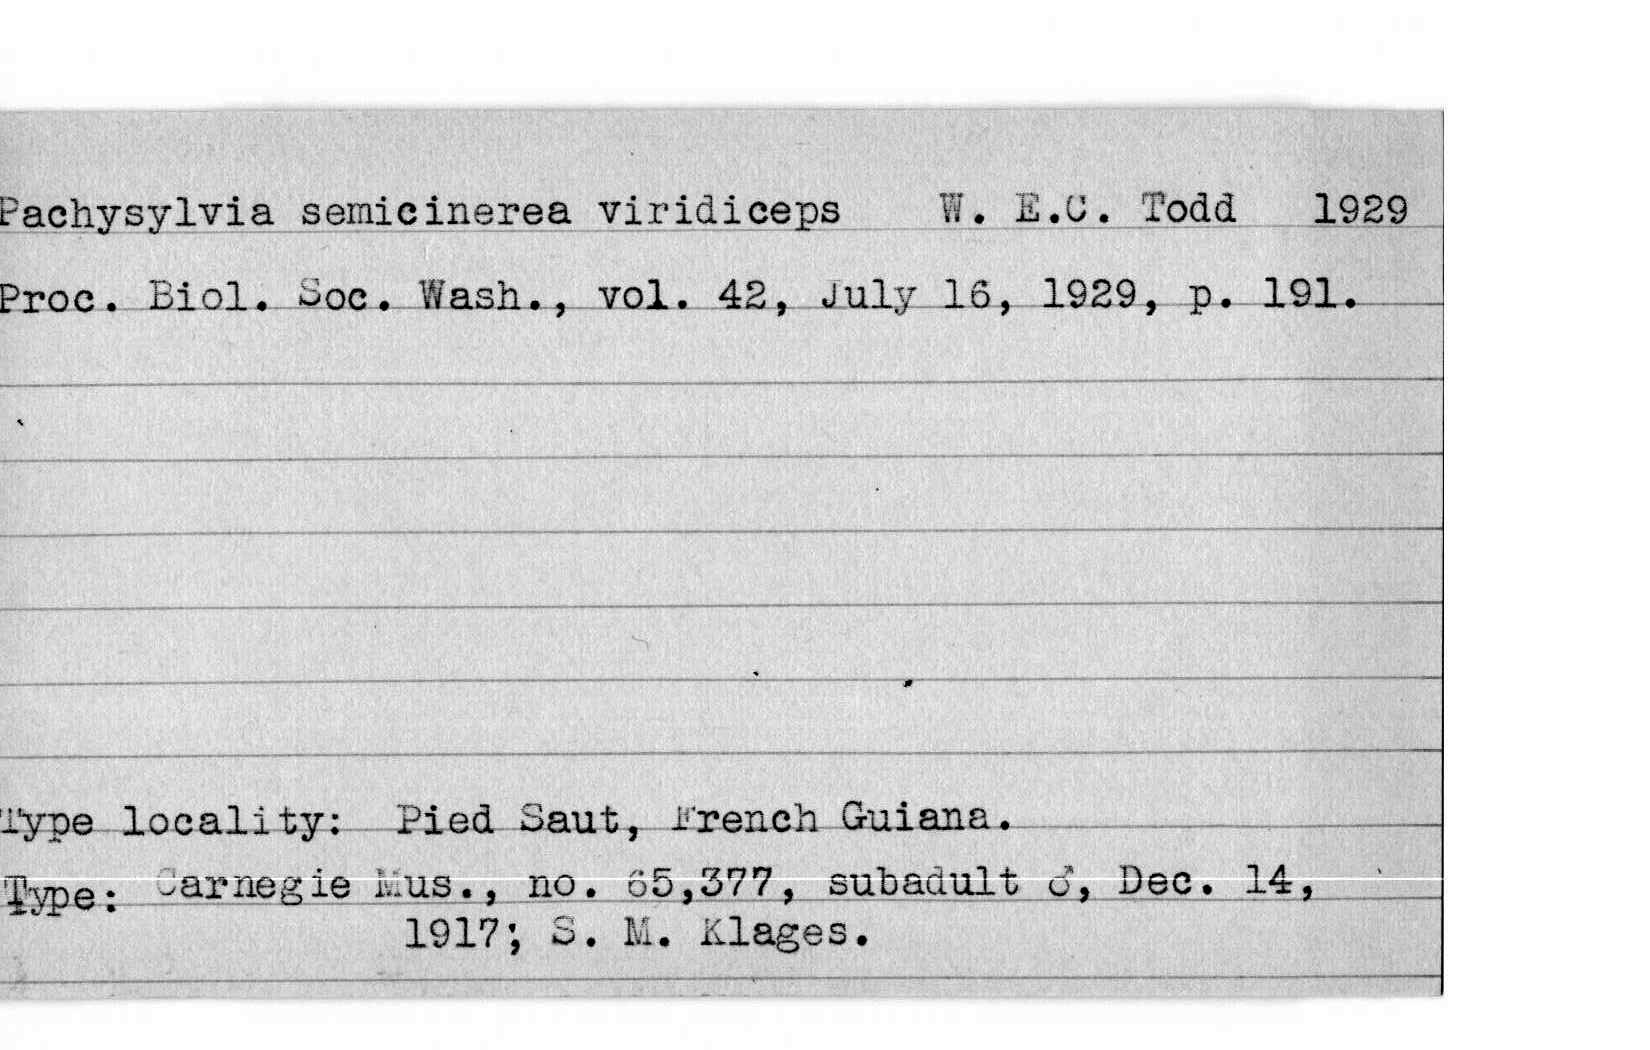 Pachysylvia semicinerea viridiceps W. E.C. Todd 1929
Proc. Biol. Soc. Wash., vol. 42, July 16, 1929, p. 191.
Type locality: Pied Saut, French Guiana.
Type: Carnegie Mus., no. 65,377, subadult ♂, Dec. 14,
1917; S. M. Klages.